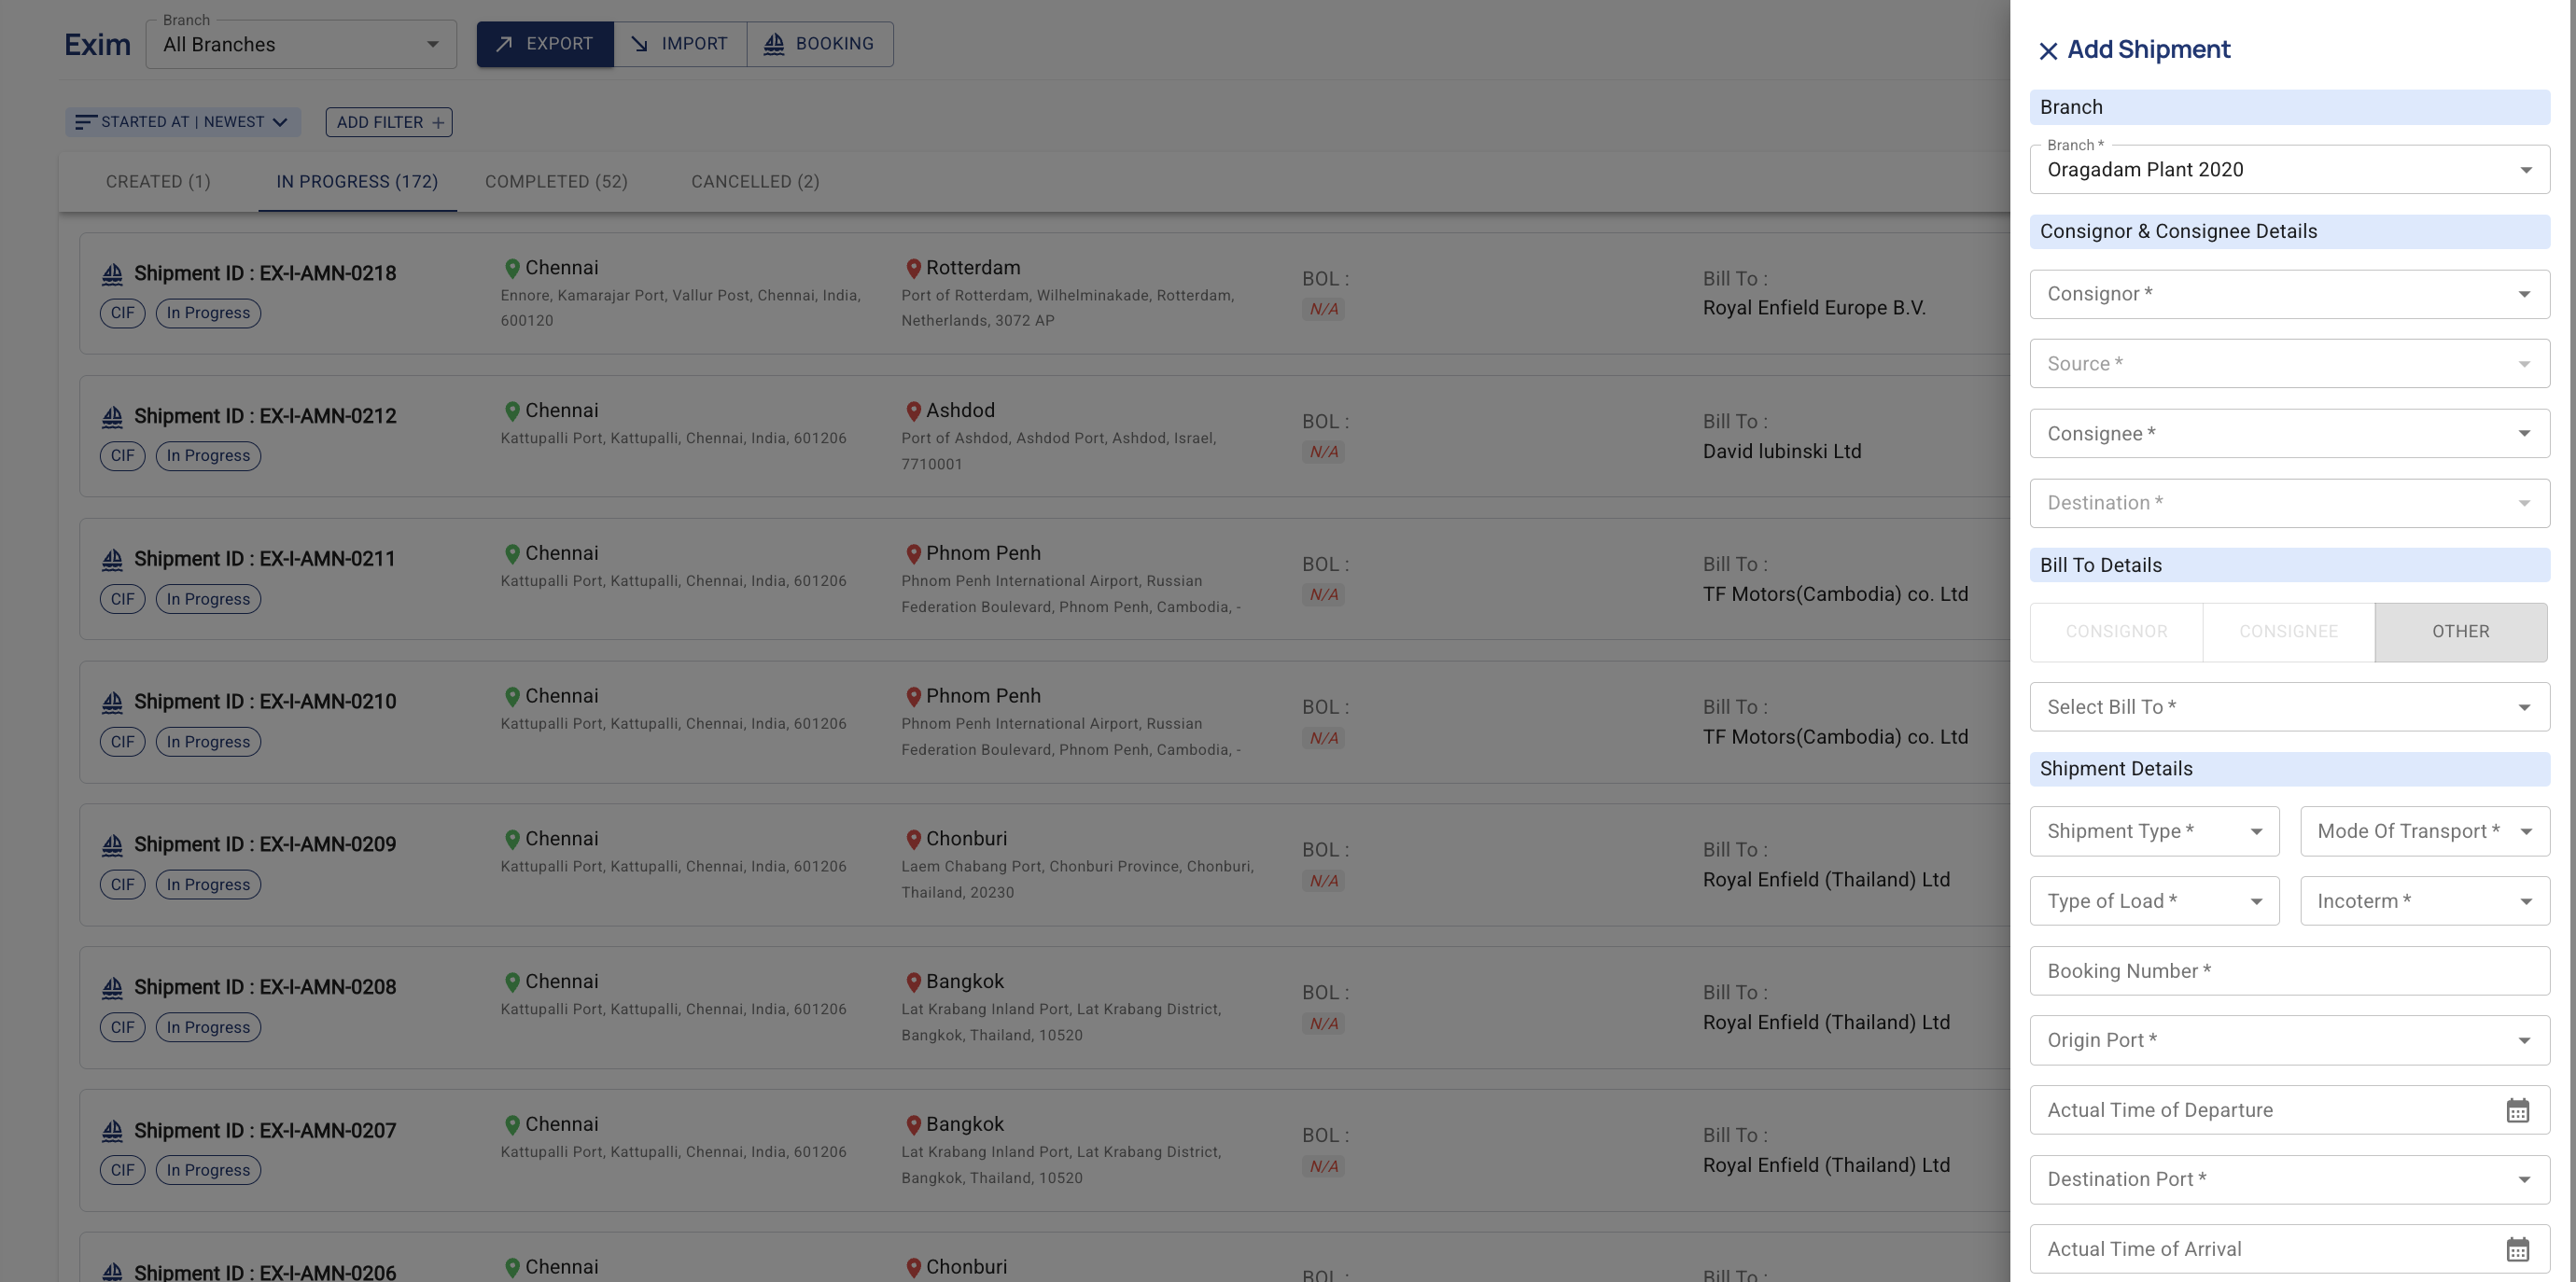 Exim
Branch
All Branches
EXPORT
IMPORT
BOOKING
STARTED AT | NEWEST
ADD FILTER +
CREATED (1)
IN PROGRESS (172)
COMPLETED (52)
CANCELLED (2)
Shipment ID : EX-I-AMN-0218
CIF
In Progress
Chennai
Ennore, Kamarajar Port, Vallur Post, Chennai, India,
600120
Rotterdam
Port of Rotterdam, Wilhelminakade, Rotterdam,
Netherlands, 3072 AP
BOL :
N/A
Bill To :
Royal Enfield Europe B.V.
Shipment ID : EX-I-AMN-0212
CIF
In Progress
Chennai
Kattupalli Port, Kattupalli, Chennai, India, 601206
Ashdod
Port of Ashdod, Ashdod Port, Ashdod, Israel,
7710001
BOL :
N/A
Bill To :
David lubinski Ltd
Shipment ID : EX-I-AMN-0211
CIF
In Progress
Chennai
Kattupalli Port, Kattupalli, Chennai, India, 601206
Phnom Penh
Phnom Penh International Airport, Russian
Federation Boulevard, Phnom Penh, Cambodia, -
BOL :
N/A
Bill To :
TF Motors(Cambodia) co. Ltd
Shipment ID : EX-I-AMN-0210
CIF
In Progress
Chennai
Kattupalli Port, Kattupalli, Chennai, India, 601206
Phnom Penh
Phnom Penh International Airport, Russian
Federation Boulevard, Phnom Penh, Cambodia, -
BOL :
N/A
Bill To :
TF Motors(Cambodia) co. Ltd
Shipment ID : EX-I-AMN-0209
CIF
In Progress
Chennai
Kattupalli Port, Kattupalli, Chennai, India, 601206
Chonburi
Laem Chabang Port, Chonburi Province, Chonburi,
Thailand, 20230
BOL :
N/A
Bill To :
Royal Enfield (Thailand) Ltd
Shipment ID : EX-I-AMN-0208
CIF
In Progress
Chennai
Kattupalli Port, Kattupalli, Chennai, India, 601206
Bangkok
Lat Krabang Inland Port, Lat Krabang District,
Bangkok, Thailand, 10520
BOL :
N/A
Bill To :
Royal Enfield (Thailand) Ltd
Shipment ID : EX-I-AMN-0207
CIF
In Progress
Chennai
Kattupalli Port, Kattupalli, Chennai, India, 601206
Bangkok
Lat Krabang Inland Port, Lat Krabang District,
Bangkok, Thailand, 10520
BOL :
N/A
Bill To :
Royal Enfield (Thailand) Ltd
Shipment ID : EX-I-AMN-0206
Chennai
Chonburi
BOL :
Bill To :
Add Shipment
Branch
Branch *
Oragadam Plant 2020
Consignor & Consignee Details
Consignor *
Source *
Consignee *
Destination *
Bill To Details
CONSIGNOR
CONSIGNEE
OTHER
Select Bill To *
Shipment Details
Shipment Type *
Mode Of Transport *
Type of Load *
Incoterm *
Booking Number *
Origin Port *
Actual Time of Departure
Destination Port *
Actual Time of Arrival